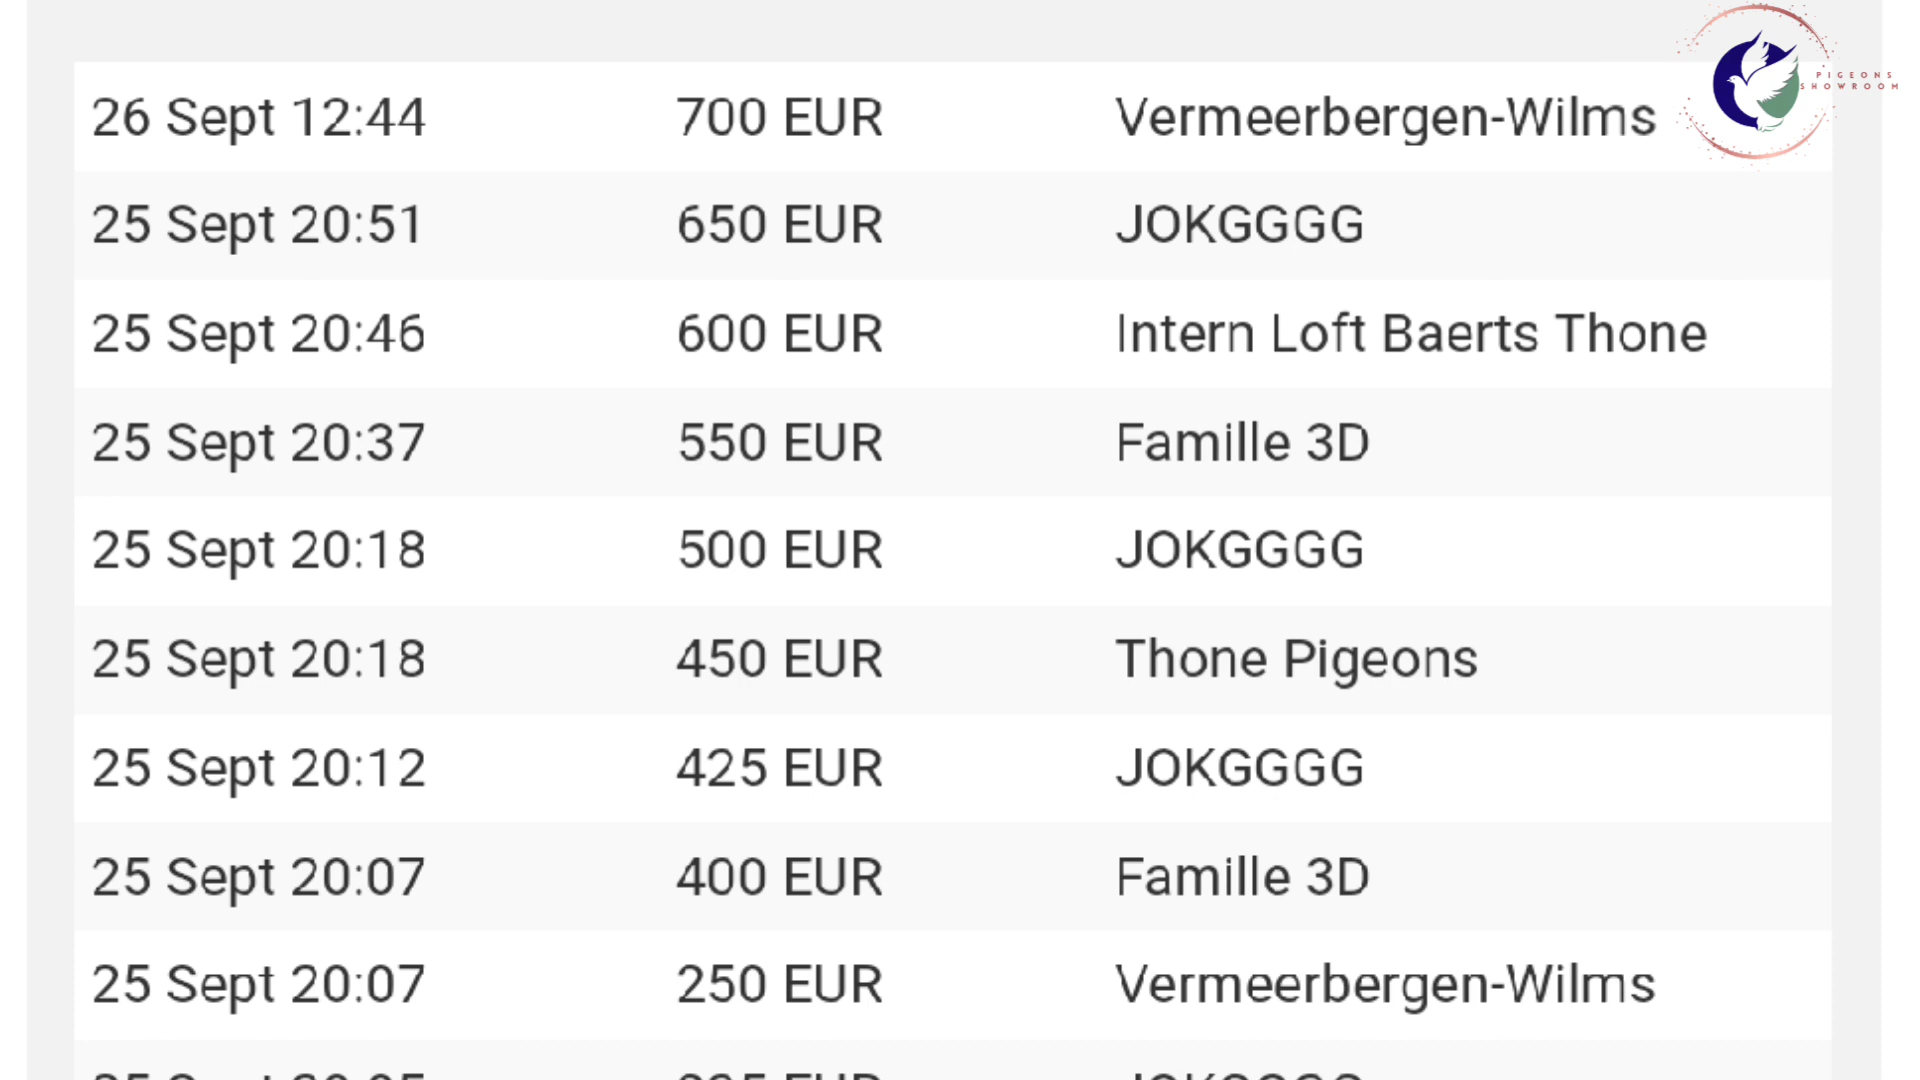 PIGEONS
SHOWROOM
26 Sept 12:44 700 EUR Vermeerbergen-Wilms
25 Sept 20:51 650 EUR JOKGGGG
25 Sept 20:46 600 EUR Intern Loft Baerts Thone
25 Sept 20:37 550 EUR Famille 3D
25 Sept 20:18 500 EUR JOKGGGG
25 Sept 20:18 450 EUR Thone Pigeons
25 Sept 20:12 425 EUR JOKGGGG
25 Sept 20:07 400 EUR Famille 3D
25 Sept 20:07 250 EUR Vermeerbergen-Wilms